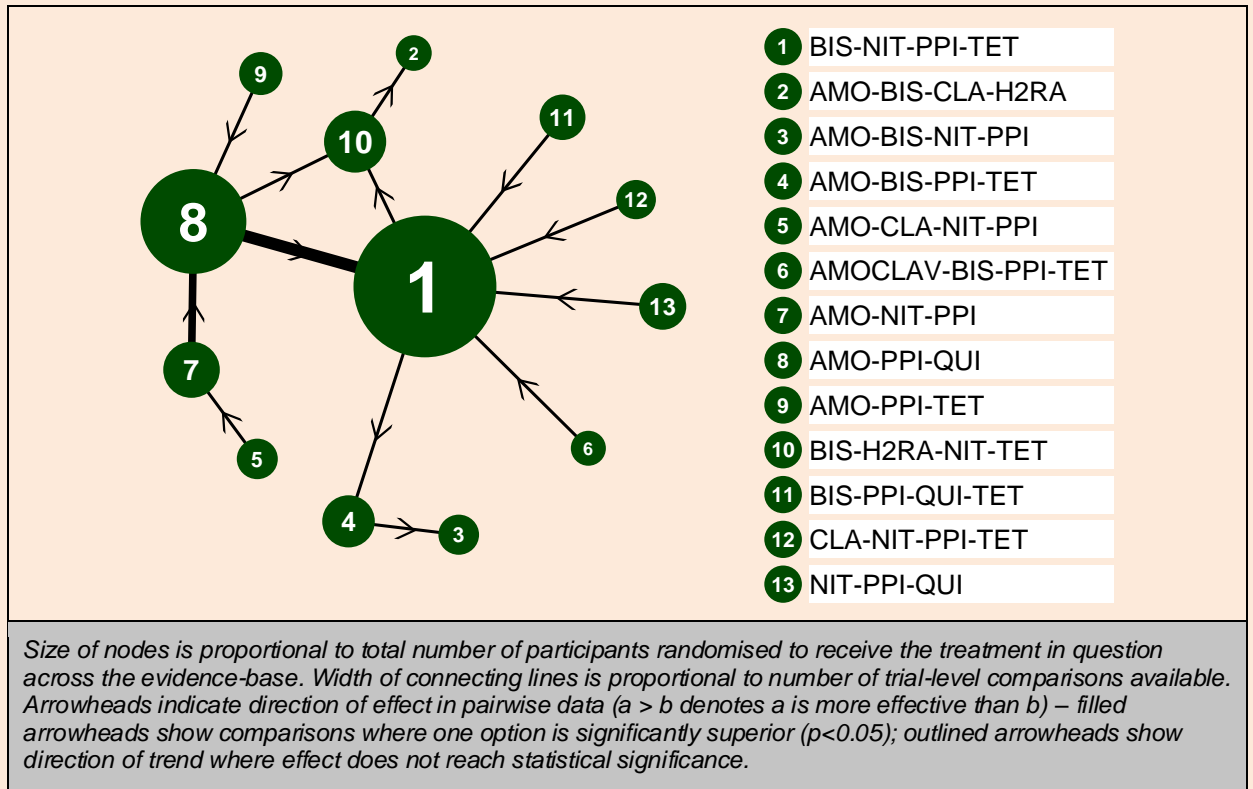 2
9
11
10
12
8
1
13
7
5
6
4
3
1 BIS-NIT-PPI-TET
2 AMO-BIS-CLA-H2RA
3 AMO-BIS-NIT-PPI
4 AMO-BIS-PPI-TET
5 AMO-CLA-NIT-PPI
6 AMOCLAV-BIS-PPI-TET
7 AMO-NIT-PPI
8 AMO-PPI-QUI
9 AMO-PPI-TET
10 BIS-H2RA-NIT-TET
11 BIS-PPI-QUI-TET
12 CLA-NIT-PPI-TET
13 NIT-PPI-QUI
Size of nodes is proportional to total number of participants randomised to receive the treatment in question
across the evidence-base. Width of connecting lines is proportional to number of trial-level comparisons available.
Arrowheads indicate direction of effect in pairwise data (a > b denotes a is more effective than b) – filled
arrowheads show comparisons where one option is significantly superior (p<0.05); outlined arrowheads show
direction of trend where effect does not reach statistical significance.